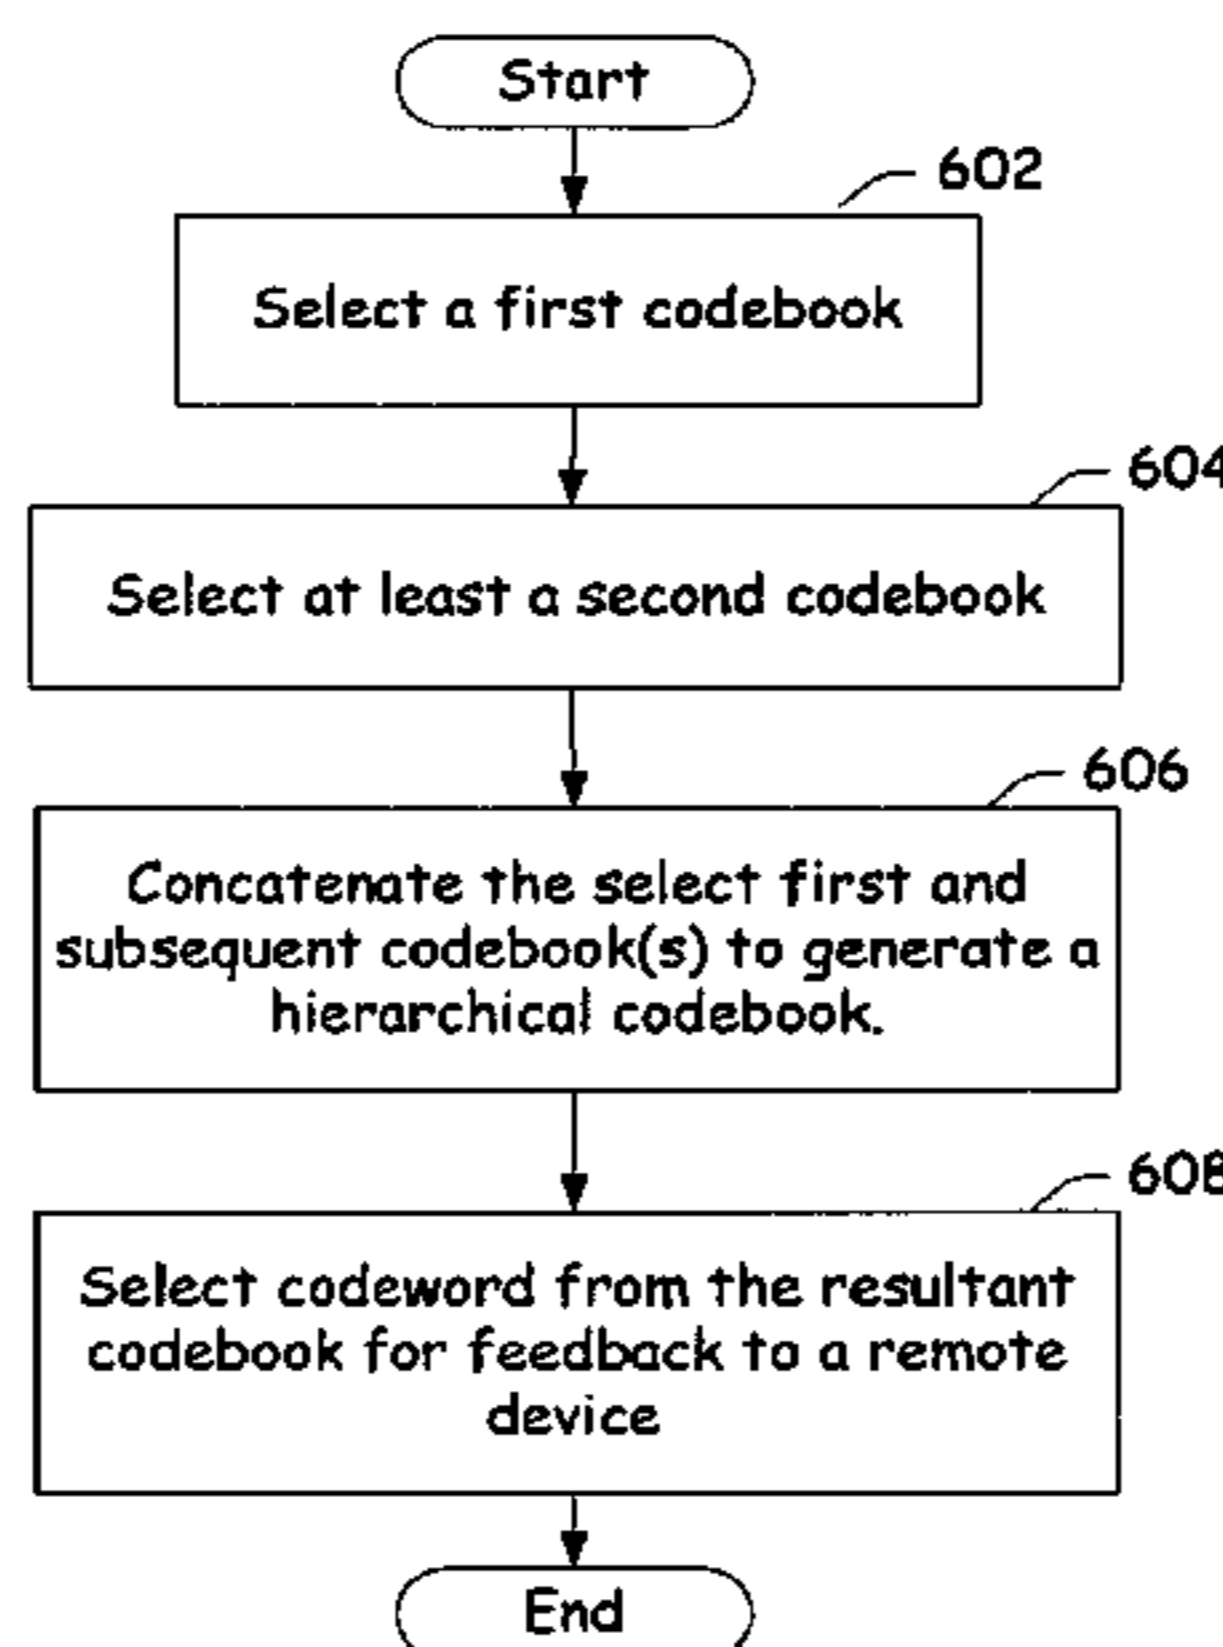 Start
602
Select a first codebook
604
Select at least a second codebook
606
Concatenate the select first and
subsequent codebook(s) to generate a
hierarchical codebook.
608
Select codeword from the resultant
codebook for feedback to a remote
device
End